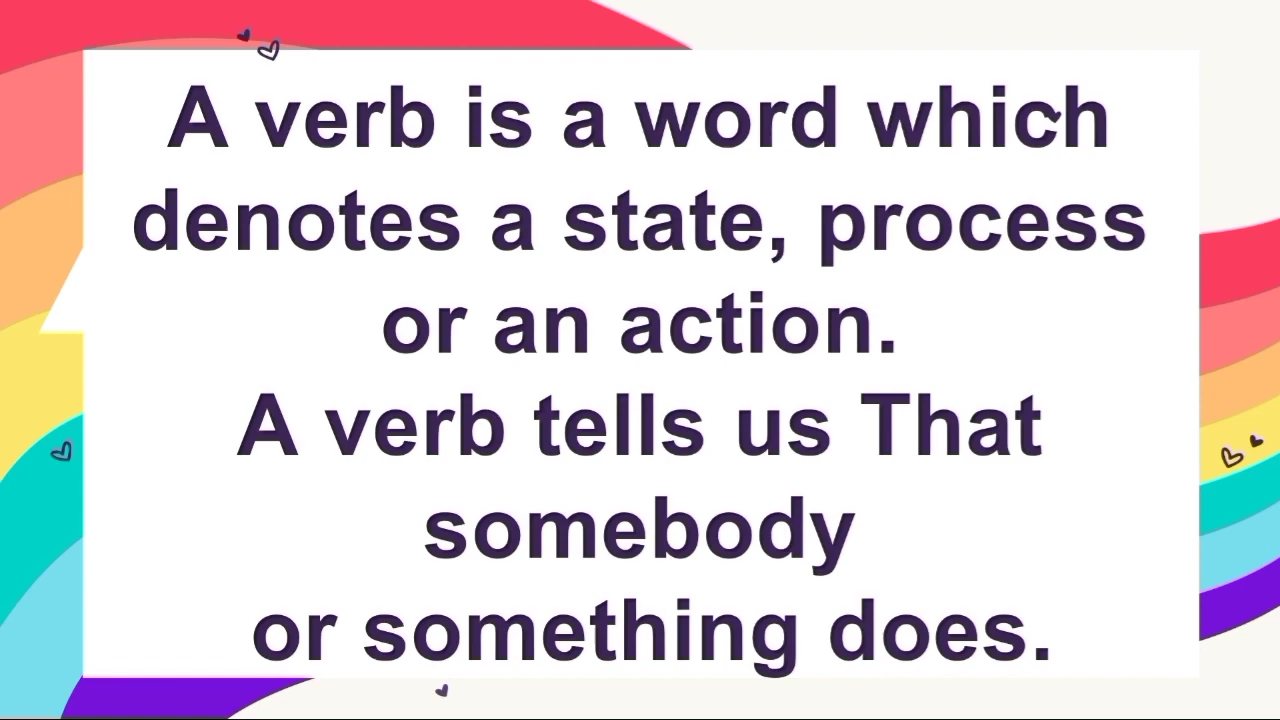 A verb is a word which
denotes a state, process
or an action.
A verb tells us That
somebody
or something does.